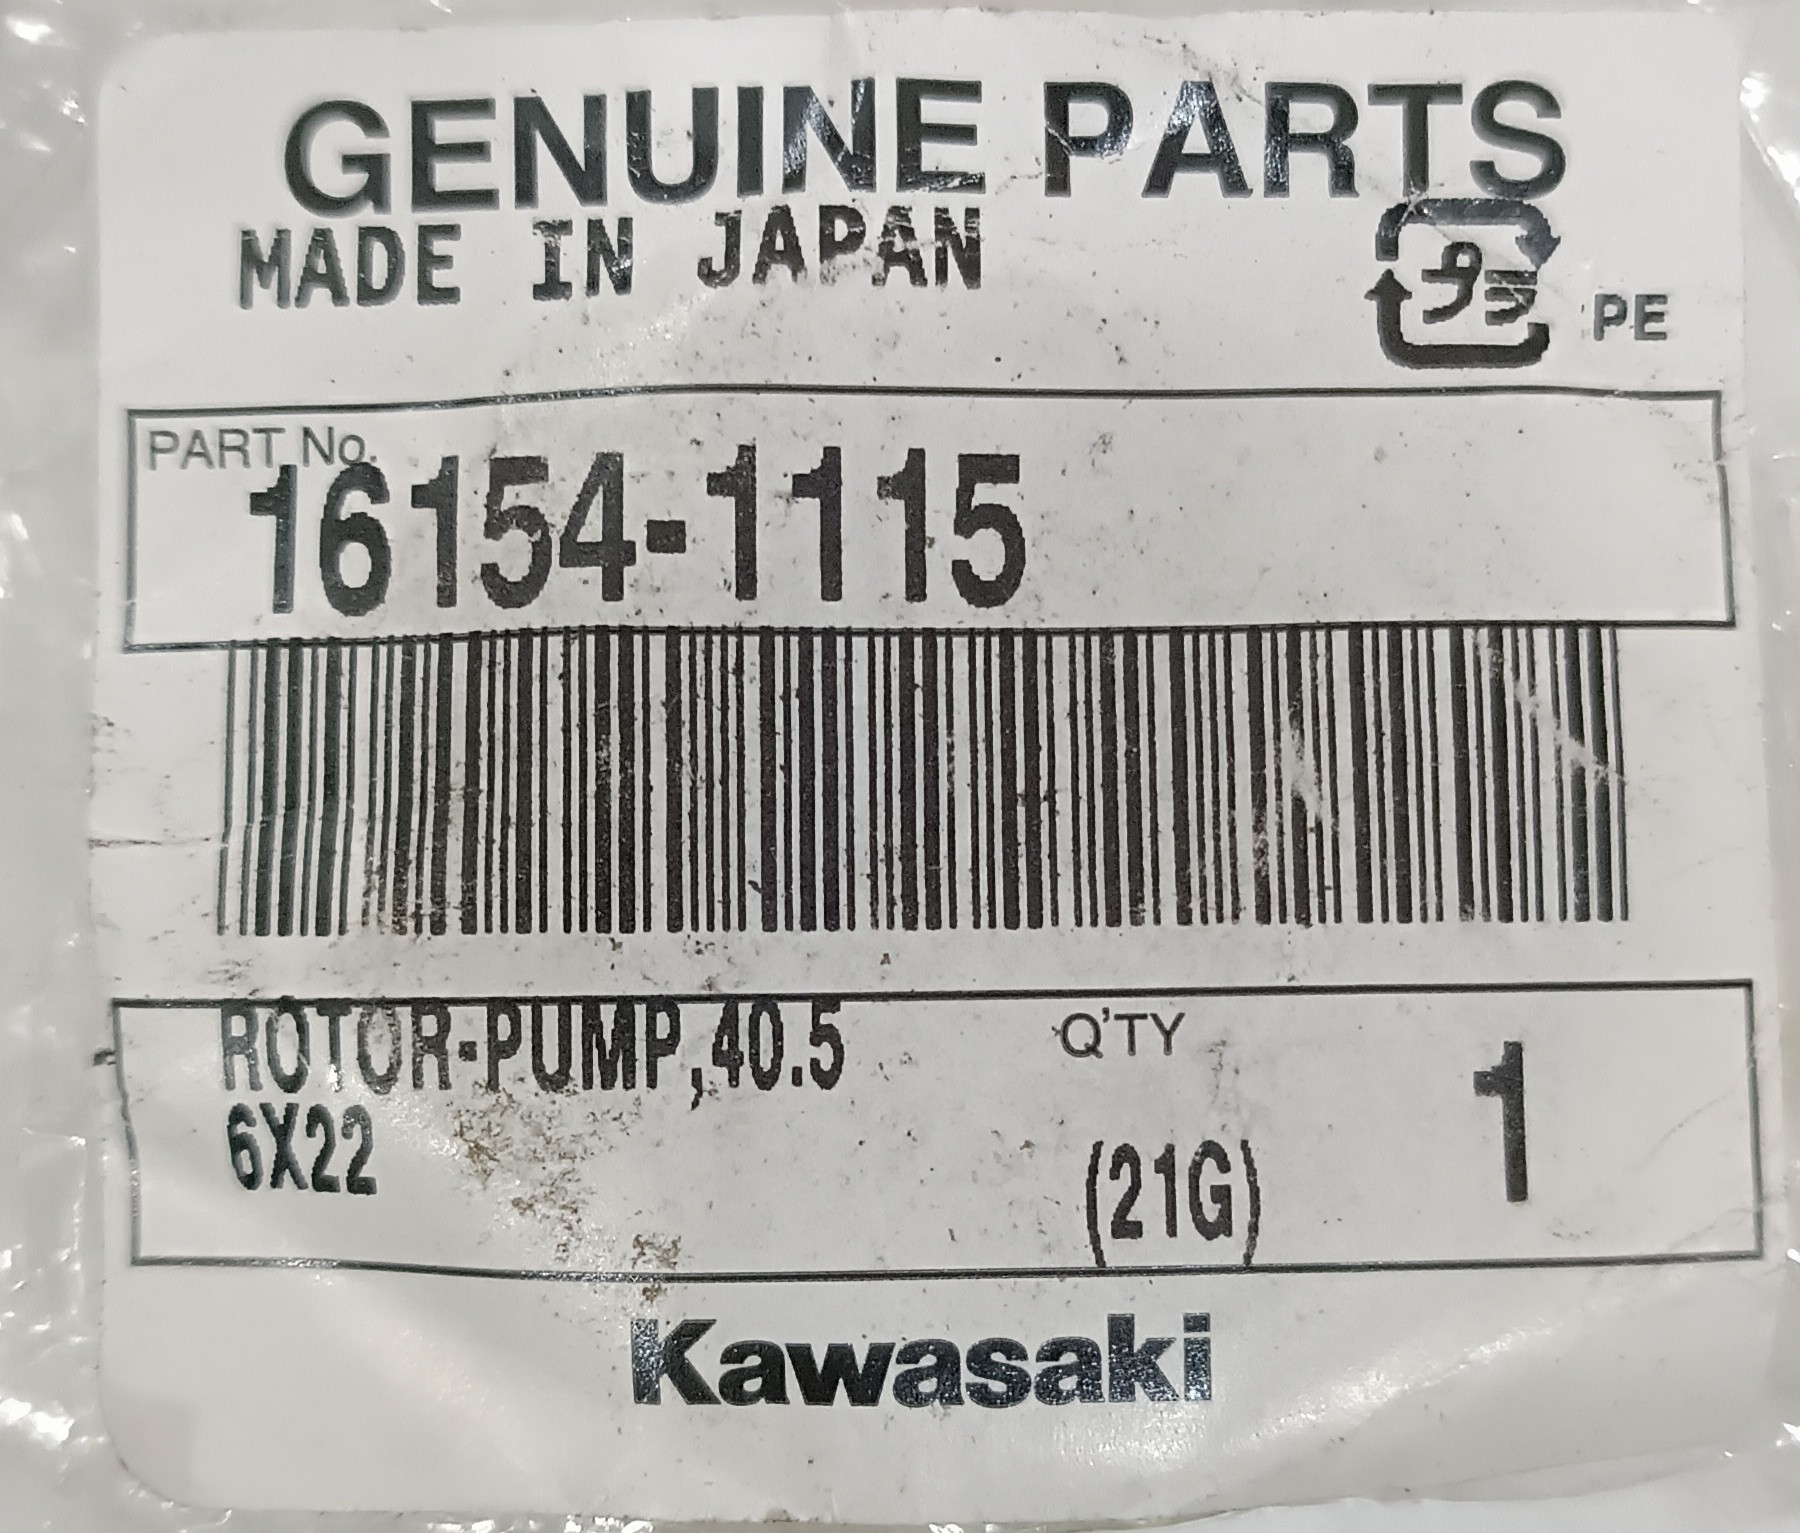 GENUINE PARTS
MADE IN JAPAN
プラ PE
PART No.
16154-1115
ROTOR-PUMP,40.5
6X22
Q'TY
(21G)
1
Kawasaki